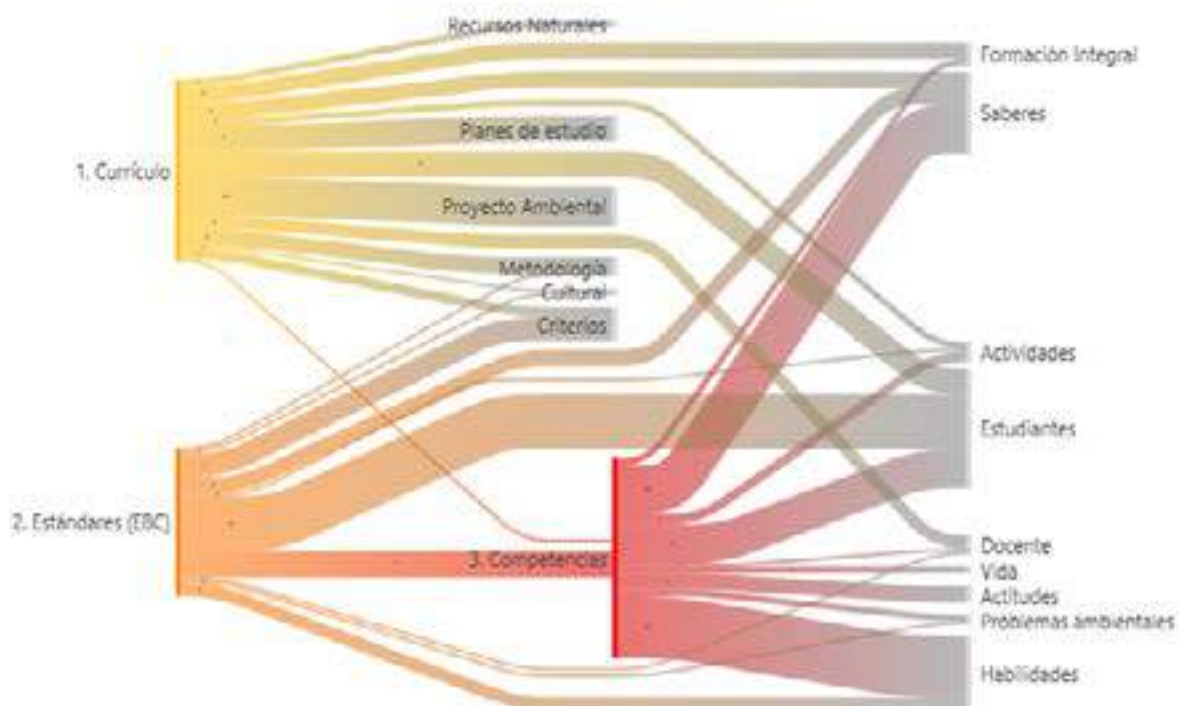 Recursos Naturales
Formación Integral
Saberes
Planes de estudio
1. Currículo
Proyecto Ambiental
Metodología
Cultural
Criterios
Actividades
Estudiantes
2. Estándares (EBC)
3. Competencias
Docente
Vida
Actitudes
Problemas ambientales
Habilidades